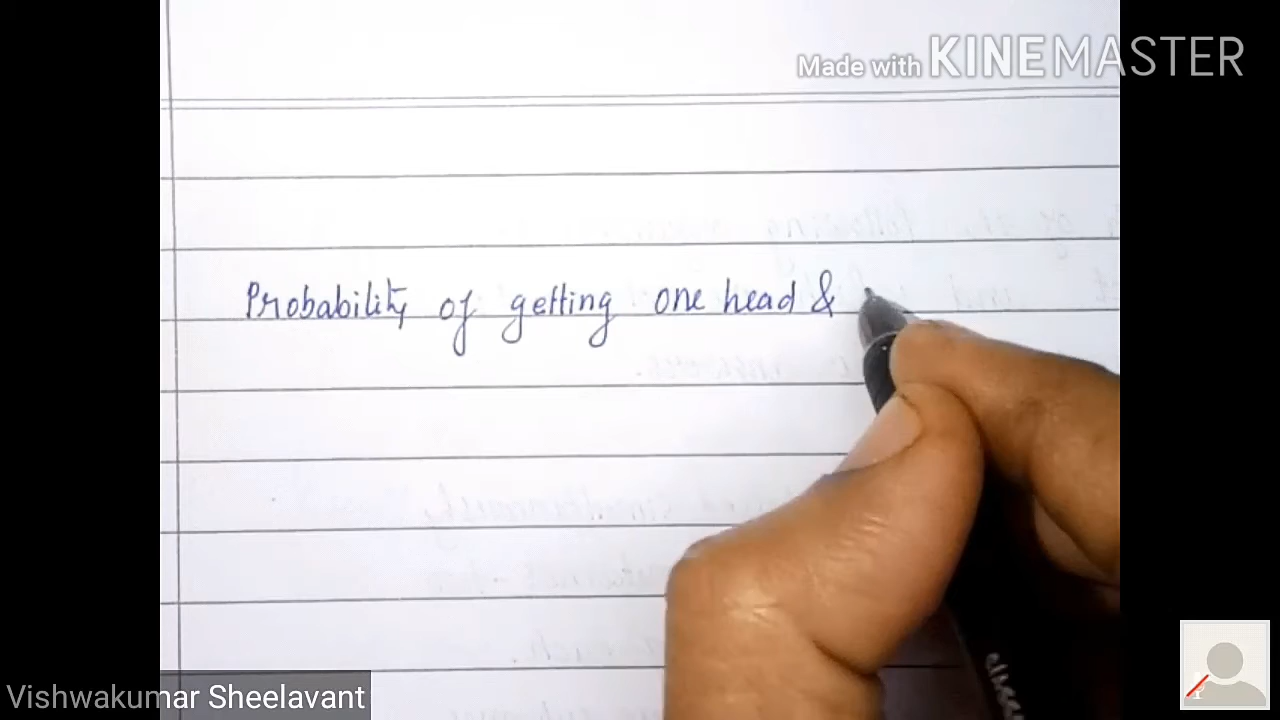 Made with KINEMASTER
Probability of getting one head &
Vishwakumar Sheelavant